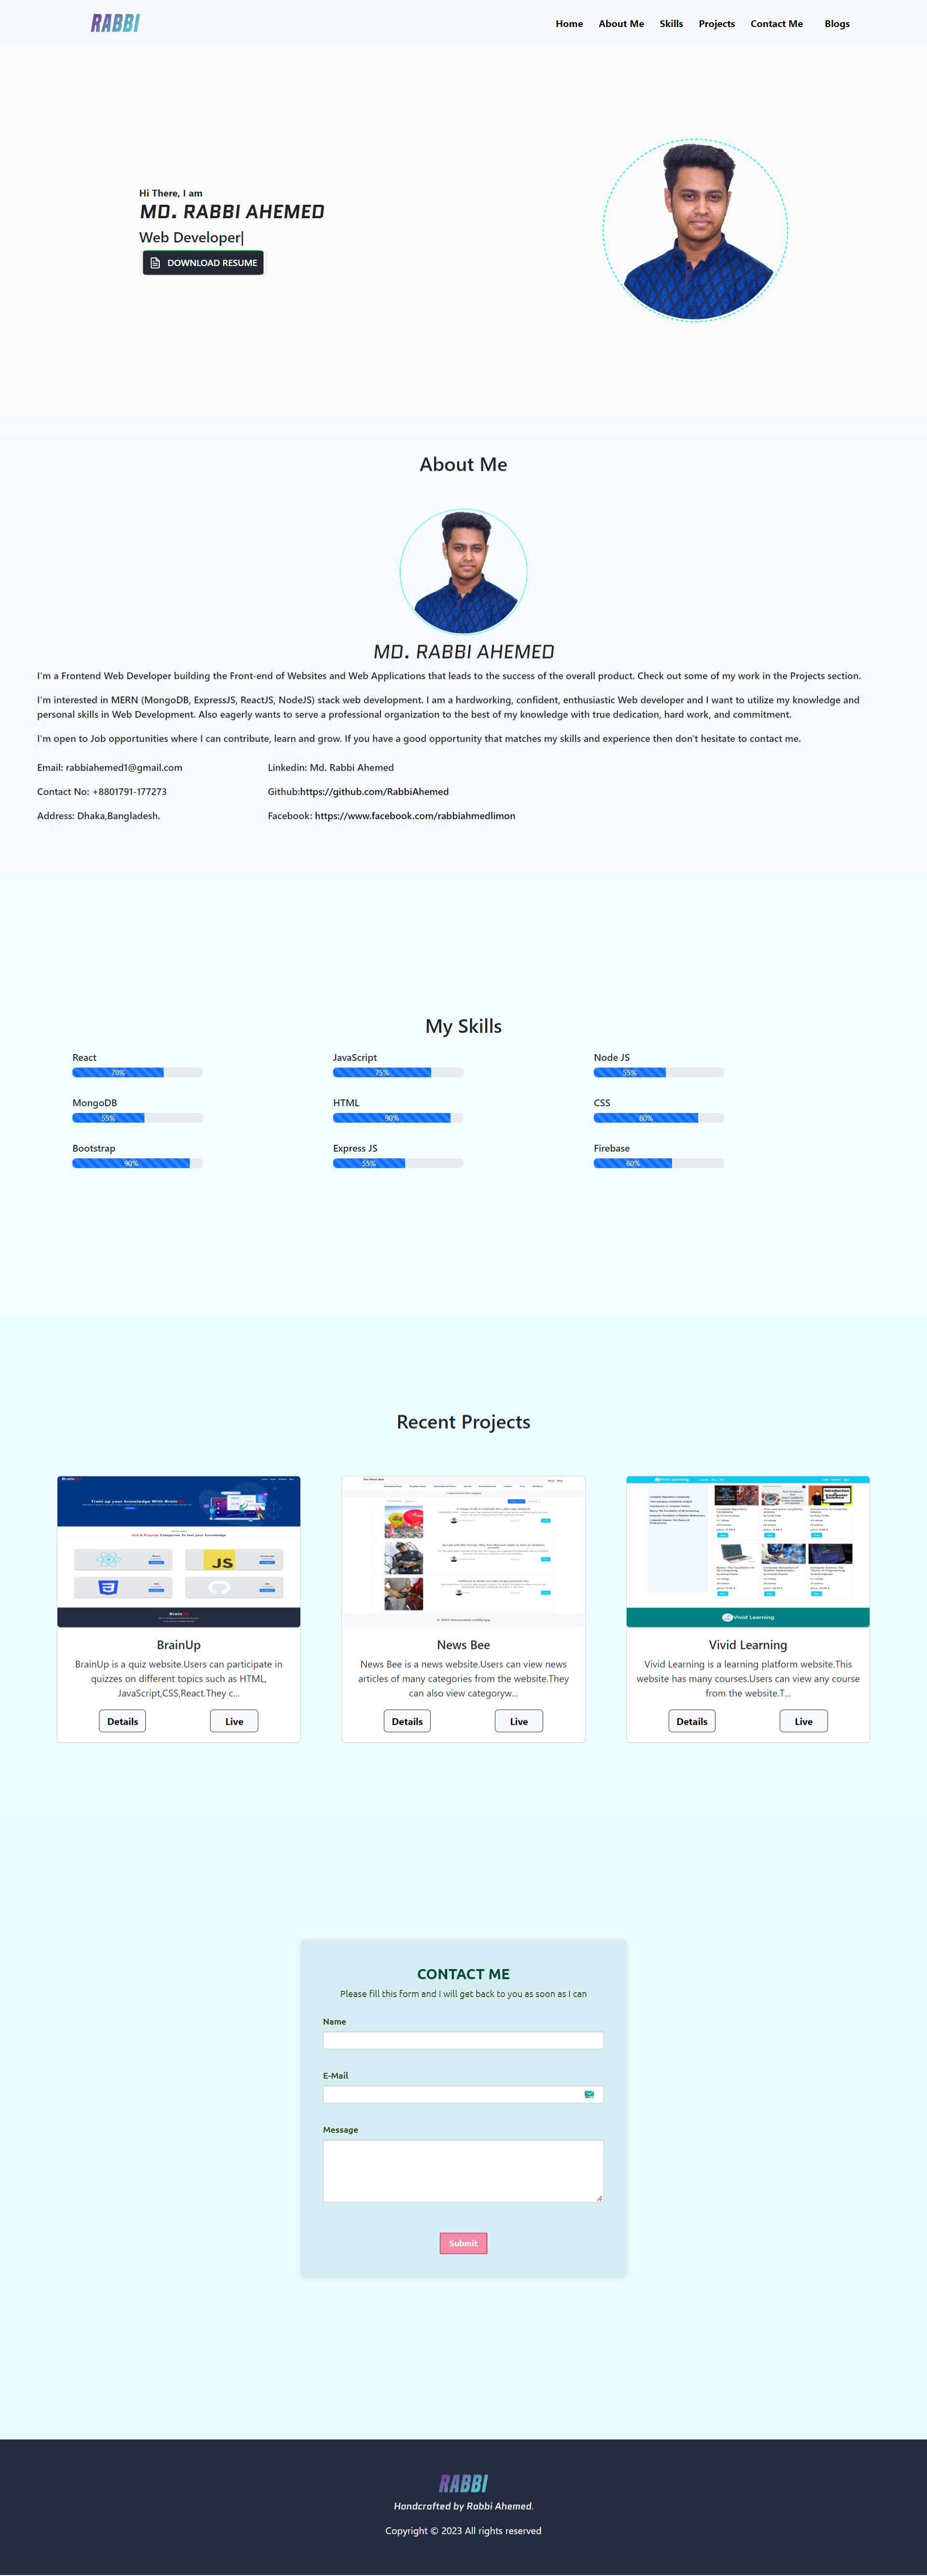 RABBI
Home About Me Skills Projects Contact Me Blogs
Hi There, I am
MD. RABBI AHEMED
Web Developer|
DOWNLOAD RESUME
About Me
MD. RABBI AHEMED
I'm a Frontend Web Developer building the Front-end of Websites and Web Applications that leads to the success of the overall product. Check out some of my work in the Projects section.
I'm interested in MERN (MongoDB, ExpressJS, ReactJS, NodeJS) stack web development. I am a hardworking, confident, enthusiastic Web developer and I want to utilize my knowledge and
personal skills in Web Development. Also eagerly wants to serve a professional organization to the best of my knowledge with true dedication, hard work, and commitment.
I'm open to Job opportunities where I can contribute, learn and grow. If you have a good opportunity that matches my skills and experience then don't hesitate to contact me.
Email: rabbiahemed1@gmail.com
Linkedin: Md. Rabbi Ahemed
Contact No: +8801791-177273
Github:https://github.com/RabbiAhemed
Address: Dhaka,Bangladesh.
Facebook: https://www.facebook.com/rabbiahmedlimon
My Skills
React
70%
JavaScript
75%
Node JS
55%
MongoDB
55%
HTML
90%
CSS
80%
Bootstrap
90%
Express JS
55%
Firebase
60%
Recent Projects
Train up your knowledge With Brain
JS
BrainUp
BrainUp is a quiz website.Users can participate in
quizzes on different topics such as HTML,
JavaScript,CSS,React.They c...
Details Live
The News Bee
News Bee
News Bee is a news website.Users can view news
articles of many categories from the website.They
can also view categoryw...
Details Live
Vivid Learning
Vivid Learning
Vivid Learning
Vivid Learning is a learning platform website.This
website has many courses.Users can view any course
from the website.T...
Details Live
CONTACT ME
Please fill this form and I will get back to you as soon as I can
Name
E-Mail
Message
Submit
RABBI
Handcrafted by Rabbi Ahemed.
Copyright © 2023 All rights reserved